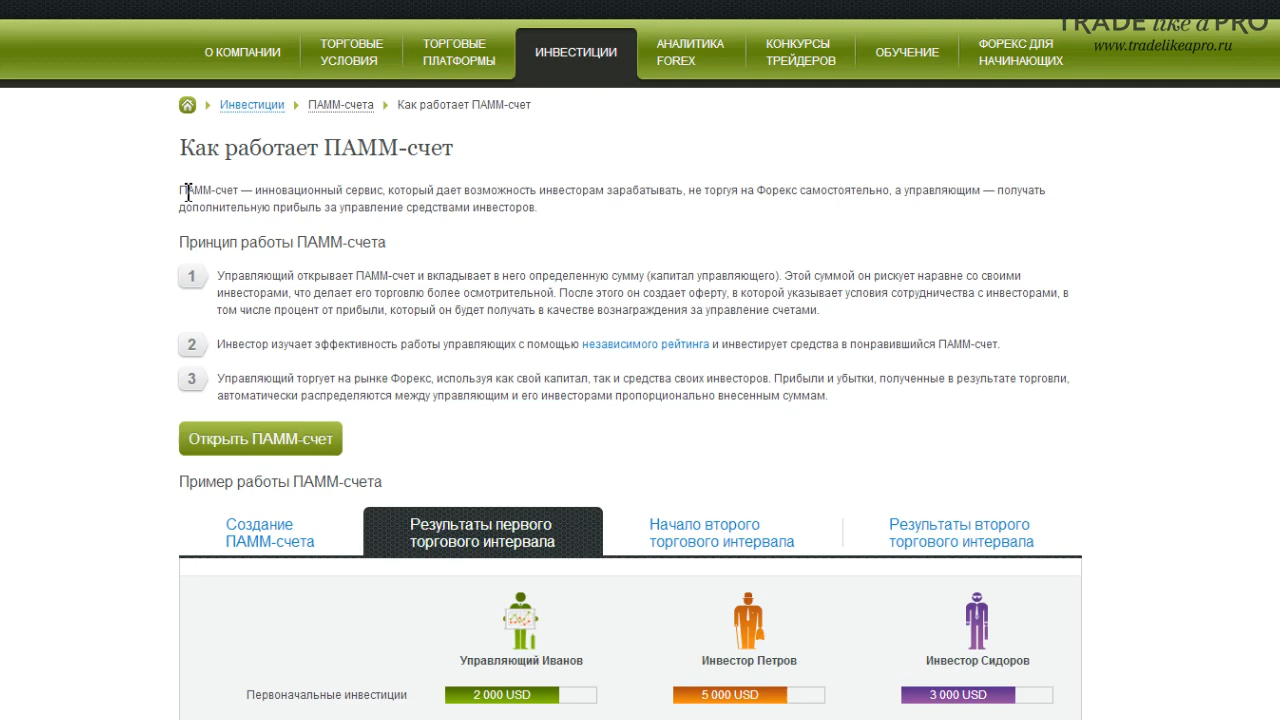 TRADE like a PRO
www.tradelikeapro.ru
О КОМПАНИИ
ТОРГОВЫЕ
УСЛОВИЯ
ТОРГОВЫЕ
ПЛАТФОРМЫ
ИНВЕСТИЦИИ
АНАЛИТИКА
FOREX
КОНКУРСЫ
ТРЕЙДЕРОВ
ОБУЧЕНИЕ
ФОРЕКС ДЛЯ
НАЧИНАЮЩИХ
Инвестиции ПАММ-счета Как работает ПАММ-счет
Как работает ПАММ-счет
ПАММ-счет — инновационный сервис, который дает возможность инвесторам зарабатывать, не торгуя на Форекс самостоятельно, а управляющим — получать
дополнительную прибыль за управление средствами инвесторов.
Принцип работы ПАММ-счета
1 Управляющий открывает ПАММ-счет и вкладывает в него определенную сумму (капитал управляющего). Этой суммой он рискует наравне со своими
инвесторами, что делает его торговлю более осмотрительной. После этого он создает оферту, в которой указывает условия сотрудничества с инвесторами, в
том числе процент от прибыли, который он будет получать в качестве вознаграждения за управление счетами.
2 Инвестор изучает эффективность работы управляющих с помощью независимого рейтинга и инвестирует средства в понравившийся ПАММ-счет.
3 Управляющий торгует на рынке Форекс, используя как свой капитал, так и средства своих инвесторов. Прибыли и убытки, полученные в результате торговли,
автоматически распределяются между управляющим и его инвесторами пропорционально внесенным суммам.
Открыть ПАММ-счет
Пример работы ПАММ-счета
Создание
ПАММ-счета
Результаты первого
торгового интервала
Начало второго
торгового интервала
Результаты второго
торгового интервала
Управляющий Иванов Инвестор Петров Инвестор Сидоров
Первоначальные инвестиции 2 000 USD 5 000 USD 3 000 USD